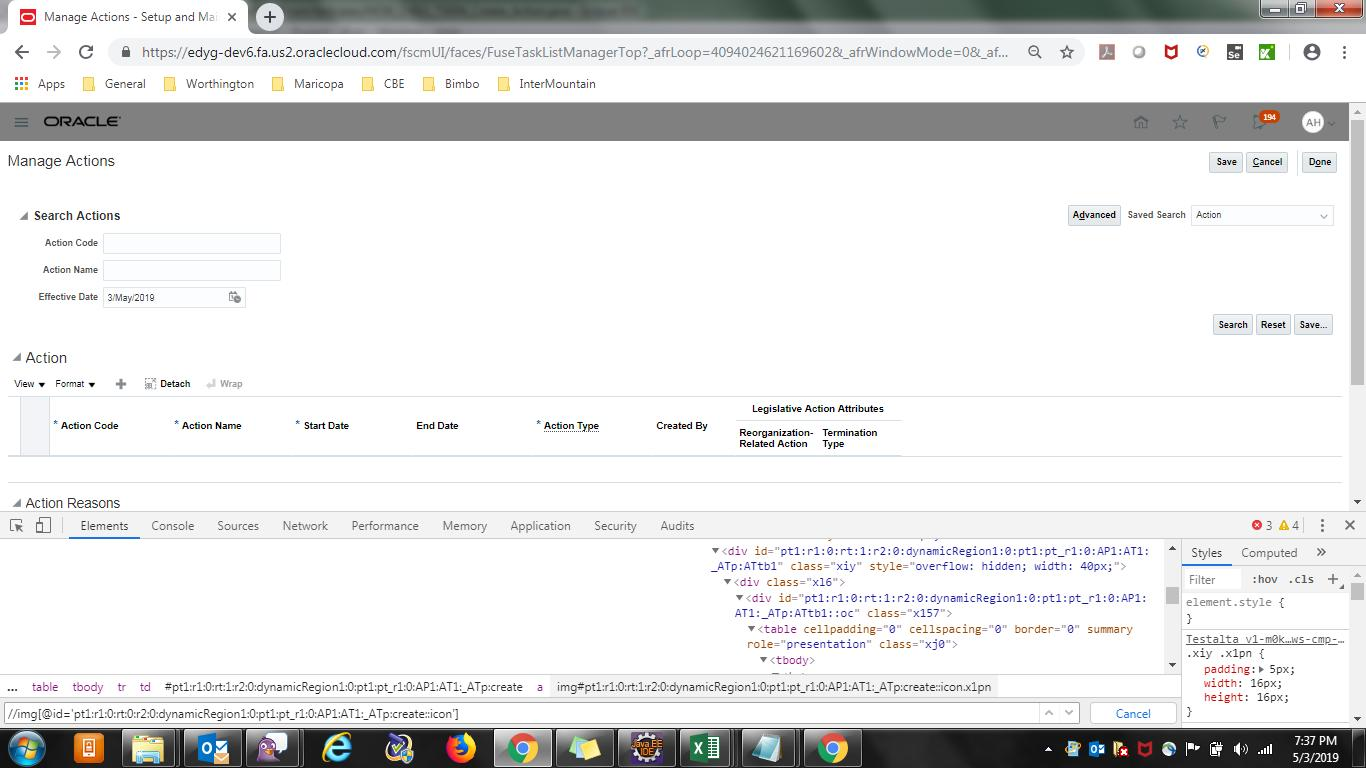 Manage Actions - Setup and Mai
https://edyg-dev6.fa.us2.oraclecloud.com/fscmUI/faces/FuseTaskListManagerTop?_afrLoop=4094024621169602&_afrWindowMode=0&_af...
Apps General Worthington Maricopa CBE Bimbo InterMountain
ORACLE 194 AH
Manage Actions Save Cancel Done
Search Actions Advanced Saved Search Action
Action Code
Action Name
Effective Date 3/May/2019
Search Reset Save...
Action
View Format Detach Wrap
Legislative Action Attributes
* Action Code * Action Name * Start Date End Date * Action Type Created By Reorganization-Related Action Termination Type
Action Reasons
Elements Console Sources Network Performance Memory Application Security Audits 3 4
<div id="pt1:r1:0:rt:1:r2:0:dynamicRegion1:0:pt1:pt_r1:0:AP1:AT1:
_ATp:ATtb1" class="xiy" style="overflow: hidden; width: 40px;">
<div class="xl6">
<div id="pt1:r1:0:rt:1:r2:0:dynamicRegion1:0:pt1:pt_r1:0:AP1:
AT1:_ATp:ATtb1::oc" class="x157">
<table cellpadding="0" cellspacing="0" border="0" summary
role="presentation" class="xj0">
<tbody>
Styles Computed »
Filter :hov .cls +
element.style {
}
Testalta v1-m0k…ws-cmp-…
.xiy .x1pn {
padding: 5px;
width: 16px;
height: 16px;
}
... table tbody tr td #pt1:r1:0:rt:1:r2:0:dynamicRegion1:0:pt1:pt_r1:0:AP1:AT1:_ATp:create a img#pt1:r1:0:rt:1:r2:0:dynamicRegion1:0:pt1:pt_r1:0:AP1:AT1:_ATp:create::icon.x1pn
//img[@id='pt1:r1:0:rt:0:r2:0:dynamicRegion1:0:pt1:pt_r1:0:AP1:AT1:_ATp:create::icon'] Cancel
Java EE
IDE
7:37 PM
5/3/2019